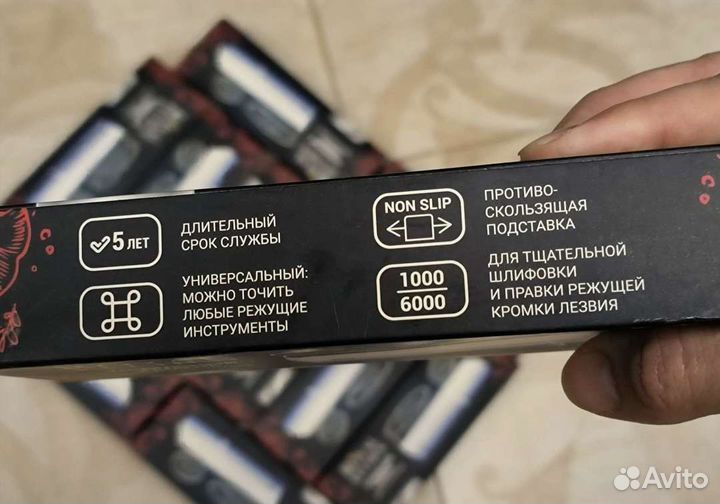 5 ЛЕТ
ДЛИТЕЛЬНЫЙ
СРОК СЛУЖБЫ
УНИВЕРСАЛЬНЫЙ:
МОЖНО ТОЧИТЬ
ЛЮБЫЕ РЕЖУЩИЕ
ИНСТРУМЕНТЫ
NON SLIP
ПРОТИВО-
СКОЛЬЗЯЩАЯ
ПОДСТАВКА
1000
6000
ДЛЯ ТЩАТЕЛЬНОЙ
ШЛИФОВКИ
И ПРАВКИ РЕЖУЩЕЙ
КРОМКИ ЛЕЗВИЯ
Avito